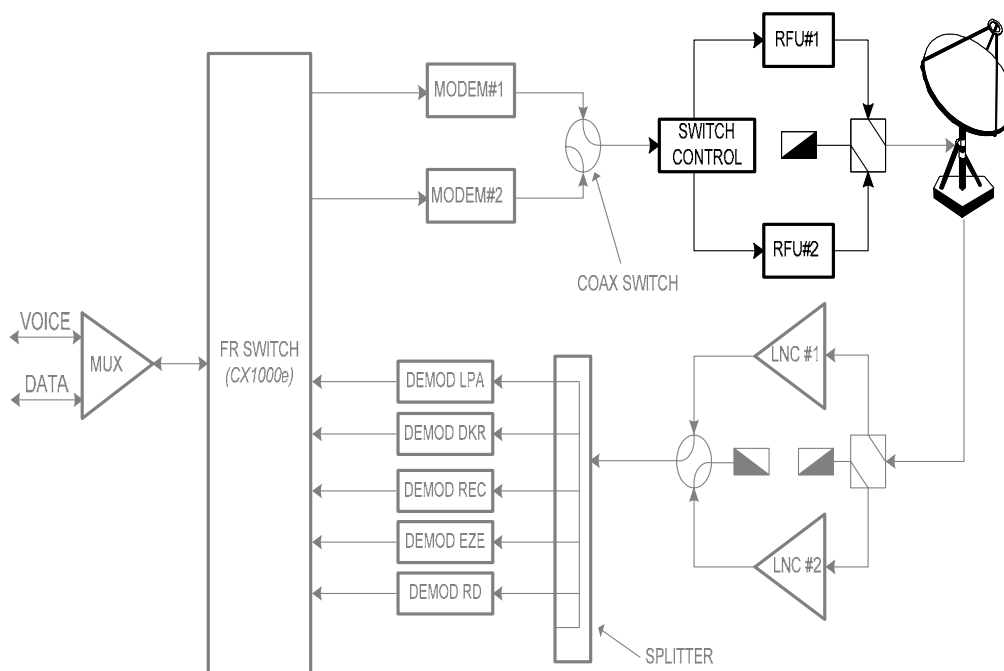 RFU#1
MODEM#1
SWITCH
CONTROL
MODEM#2
RFU#2
COAX SWITCH
VOICE
MUX
DATA
FR SWITCH
(CX1000e)
LNC #1
DEMOD LPA
DEMOD DKR
DEMOD REC
DEMOD EZE
DEMOD RD
LNC #2
SPLITTER